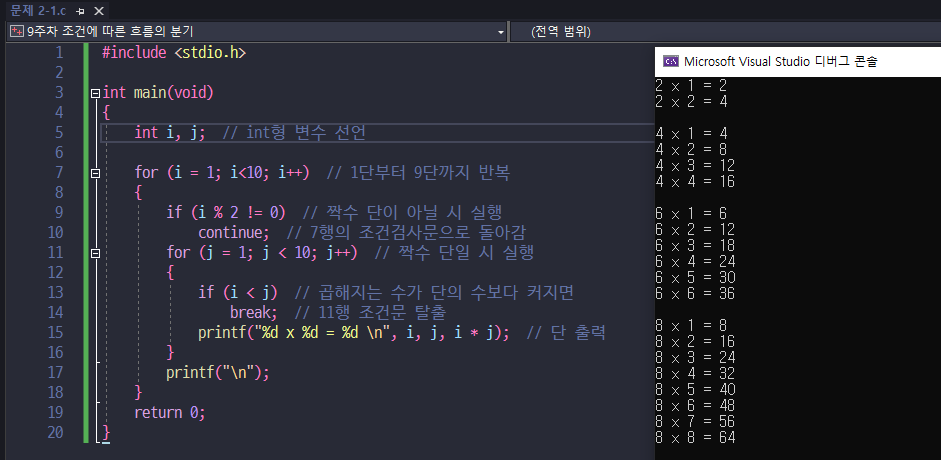 문제 2-1.c
9주차 조건에 따른 흐름의 분기
(전역 범위)
1 #include <stdio.h>
2
3 int main(void)
4 {
5 int i, j;  // int형 변수 선언
6
7 for (i = 1; i<10; i++)  // 1단부터 9단까지 반복
8 {
9 if (i % 2 != 0)  // 짝수 단이 아닐 시 실행
10 continue;  // 7행의 조건검사문으로 돌아감
11 for (j = 1; j < 10; j++)  // 짝수 단일 시 실행
12 {
13 if (i < j)  // 곱해지는 수가 단의 수보다 커지면
14 break;  // 11행 조건문 탈출
15 printf("%d x %d = %d \n", i, j, i * j);  // 단 출력
16 }
17 printf("\n");
18 }
19 return 0;
20 }
Microsoft Visual Studio 디버그 콘솔
2 x 1 = 2
2 x 2 = 4
4 x 1 = 4
4 x 2 = 8
4 x 3 = 12
4 x 4 = 16
6 x 1 = 6
6 x 2 = 12
6 x 3 = 18
6 x 4 = 24
6 x 5 = 30
6 x 6 = 36
8 x 1 = 8
8 x 2 = 16
8 x 3 = 24
8 x 4 = 32
8 x 5 = 40
8 x 6 = 48
8 x 7 = 56
8 x 8 = 64